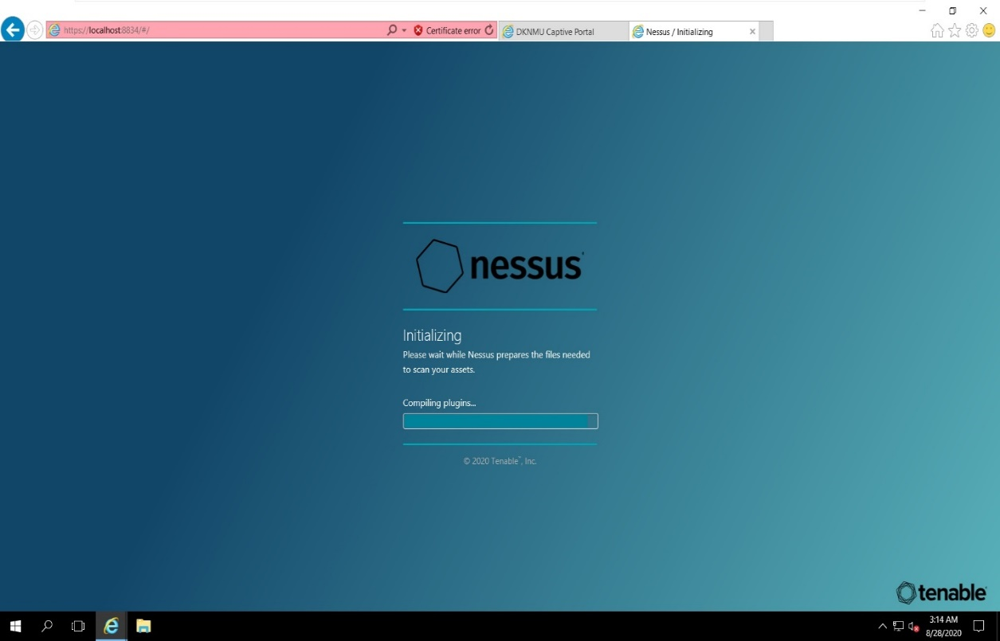 https://localhost:8834/#/
Certificate error
DKNMU Captive Portal
Nessus / Initializing
nessus
Initializing
Please wait while Nessus prepares the files needed
to scan your assets.
Compiling plugins...
© 2020 Tenable™, Inc.
tenable
3:14 AM
8/28/2020